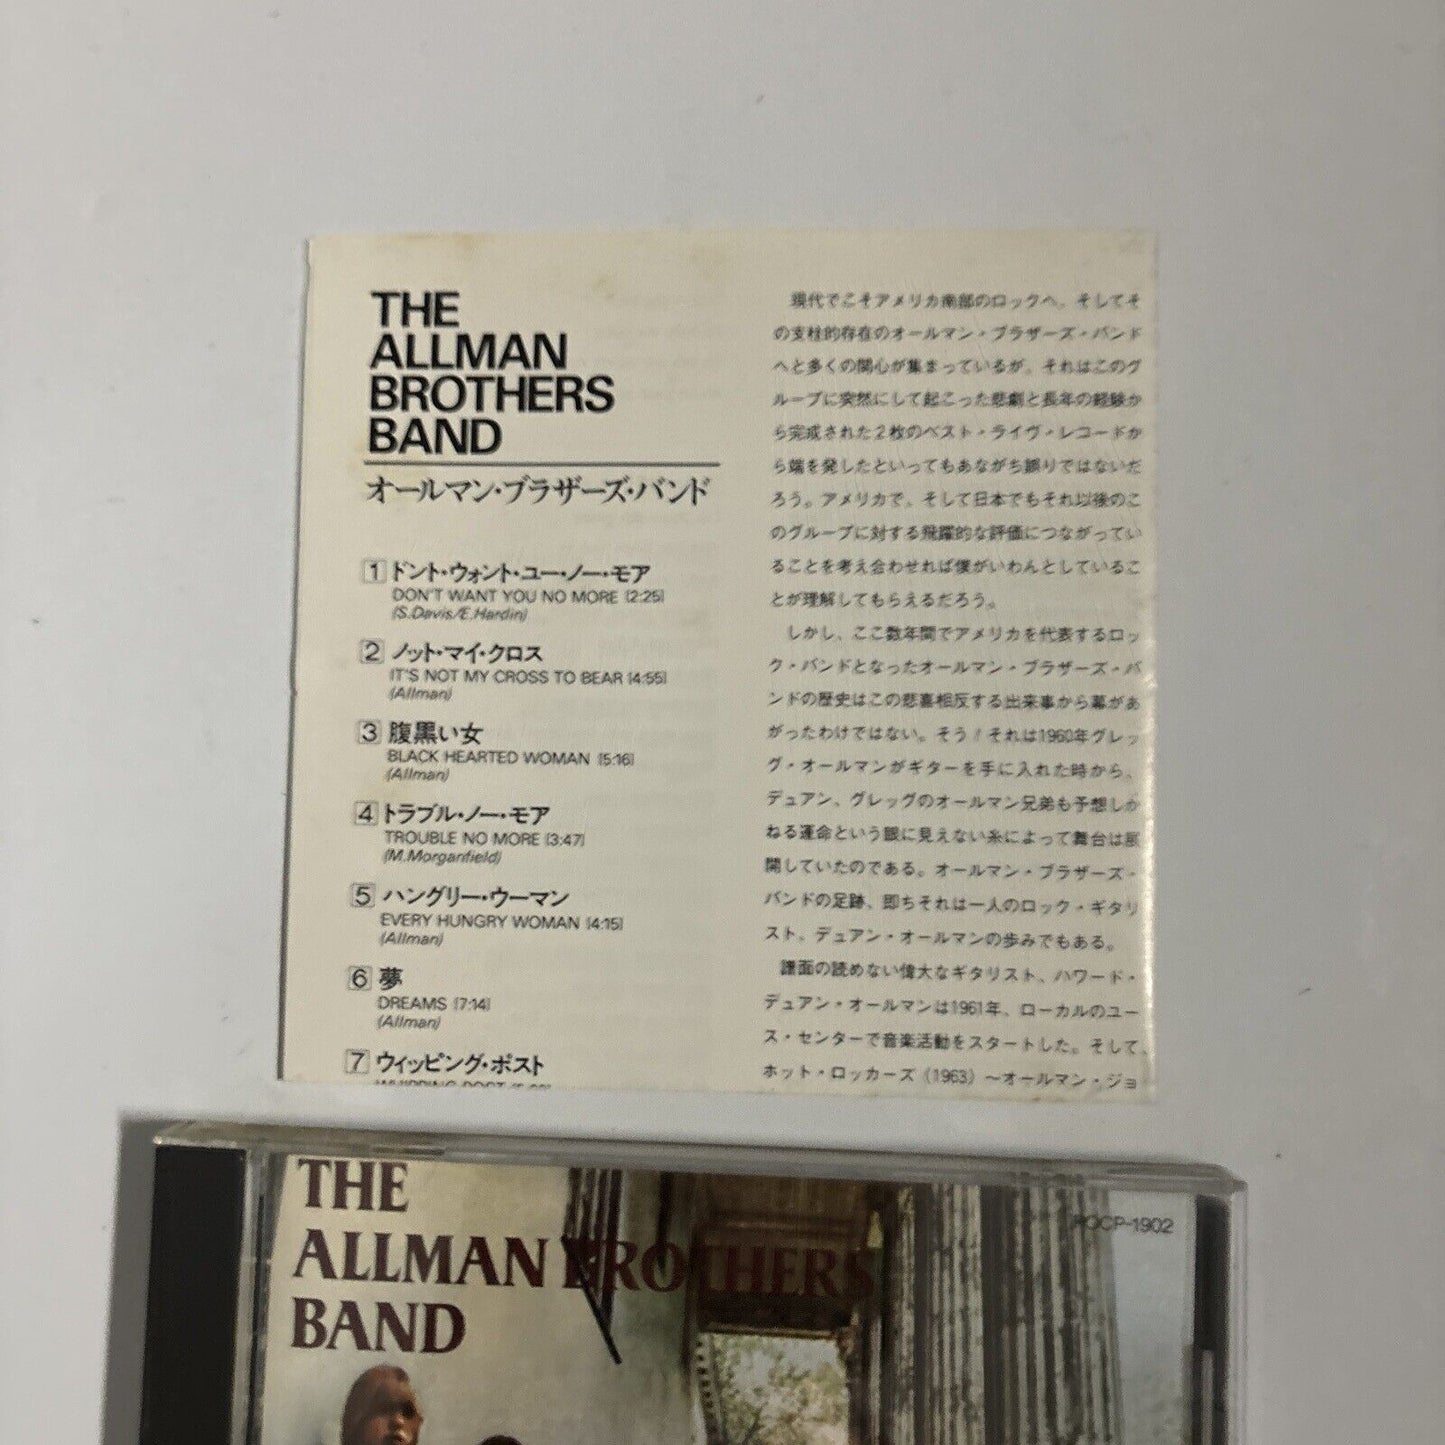 THE
ALLMAN
BROTHERS
BAND
オールマン・ブラザーズ・バンド
1 ドント・ウォント・ユー・ノー・モア
DON'T WANT YOU NO MORE [2:25]
(S.Davis/E.Hardin)
2 ノット・マイ・クロス
IT'S NOT MY CROSS TO BEAR [4:55]
(Allman)
3 腹黒い女
BLACK HEARTED WOMAN [5:16]
(Allman)
4 トラブル・ノー・モア
TROUBLE NO MORE [3:47]
(M.Morganfield)
5 ハングリー・ウーマン
EVERY HUNGRY WOMAN [4:15]
(Allman)
6 夢
DREAMS [7:14]
(Allman)
7 ウィッピング・ポスト
現代でこそアメリカ南部のロックへ、そしてそ
の支柱的存在のオールマン・ブラザーズ・バンド
へと多くの関心が集まっているが、それはこのグ
ループに突然にして起こった悲劇と長年の経験か
ら完成された2枚のベスト・ライヴ・レコードか
ら端を発したといってもあながち誤りではないだ
ろう。アメリカで、そして日本でもそれ以後のこ
のグループに対する飛躍的な評価につながってい
ることを考え合わせれば僕がいわんとしているこ
とが理解してもらえるだろう。
しかし、ここ数年間でアメリカを代表するロッ
ク・バンドとなったオールマン・ブラザーズ・バ
ンドの歴史はこの悲喜相反する出来事から幕があ
がったわけではない。そう！それは1960年グレッ
グ・オールマンがギターを手に入れた時から、
デュアン、グレッグのオールマン兄弟も予想しか
ねる運命という眼に見えない糸によって舞台は展
開していたのである。オールマン・ブラザーズ・
バンドの足跡、即ちそれは一人のロック・ギタリ
スト、デュアン・オールマンの歩みでもある。
譜面の読めない偉大なギタリスト、ハワード・
デュアン・オールマンは1961年、ローカルのユー
ス・センターで音楽活動をスタートした。そして、
ホット・ロッカーズ（1963）〜オールマン・ジョ
THE
ALLMAN BROTHERS
BAND
POCP-1902